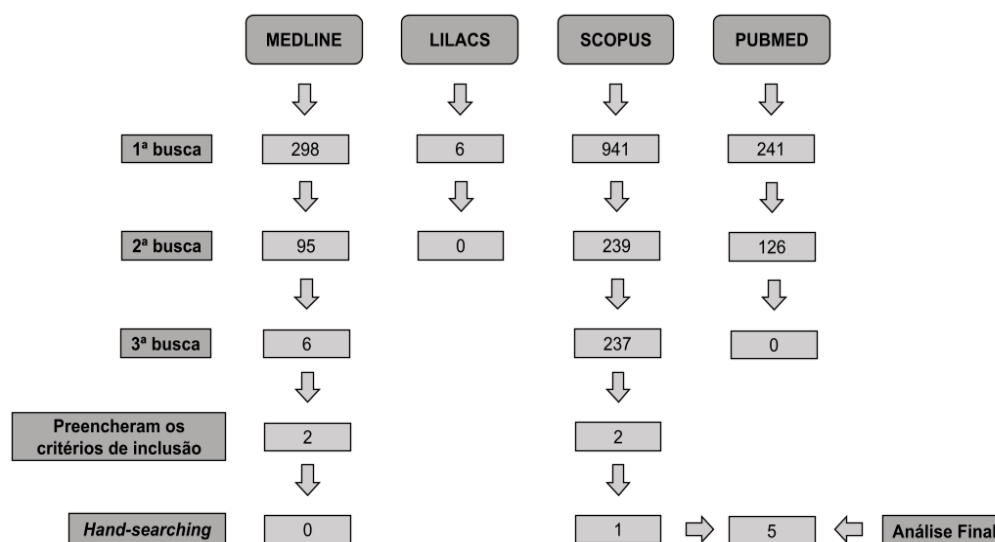 MEDLINE LILACS SCOPUS PUBMED
1ª busca 298 6 941 241
2ª busca 95 0 239 126
3ª busca 6 237 0
Preencheram os
critérios de inclusão 2 2
Hand-searching 0 1 5 Análise Final